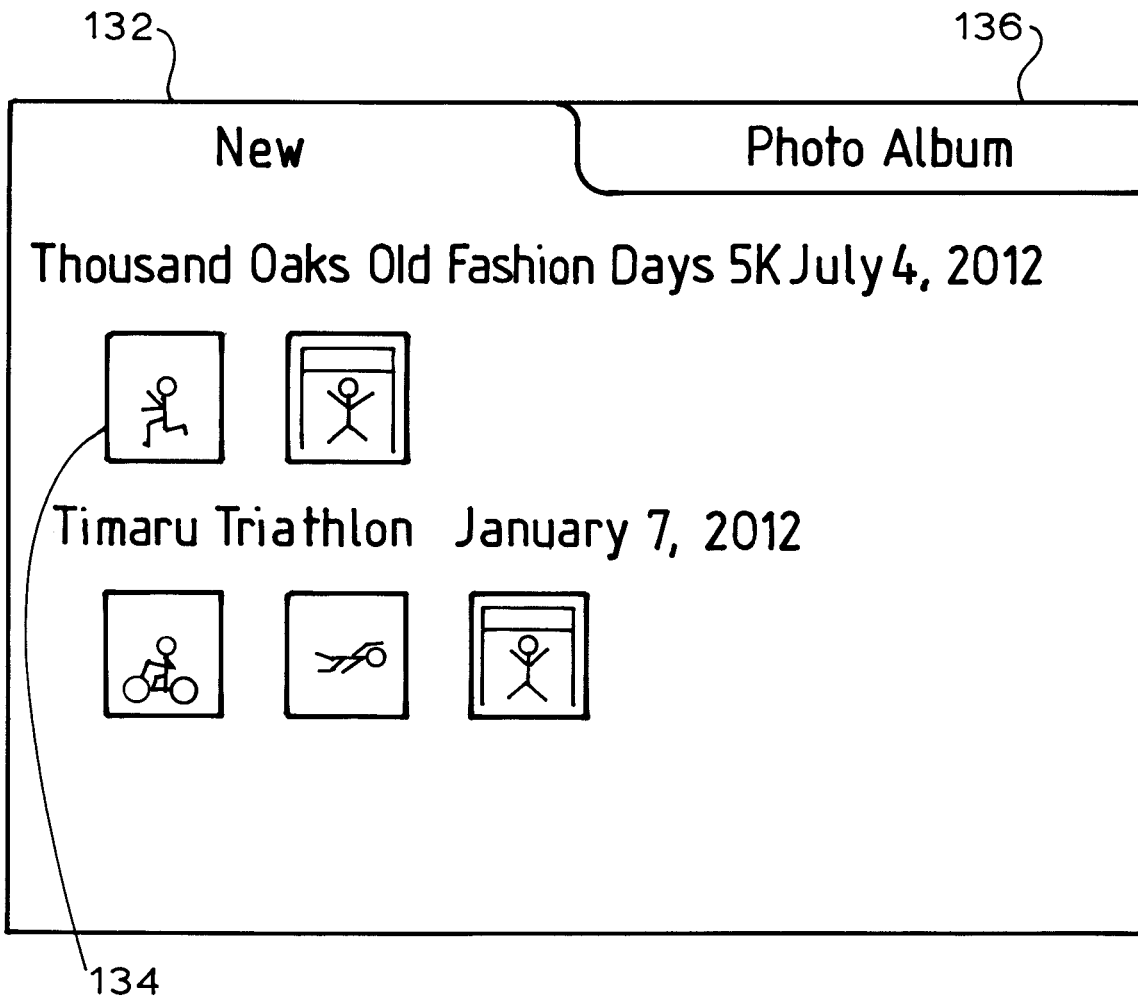 132 136
New Photo Album
Thousand Oaks Old Fashion Days 5K July 4, 2012
Timaru Triathlon January 7, 2012
134